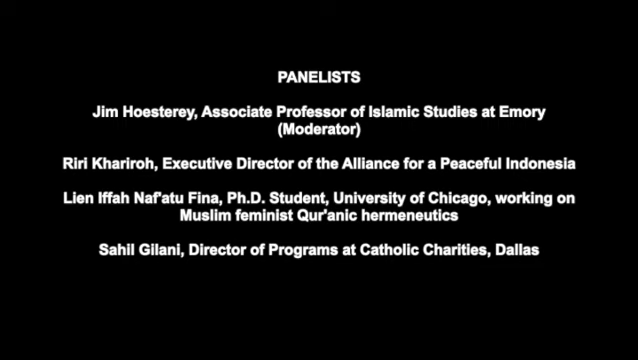 PANELISTS
Jim Hoesterey, Associate Professor of Islamic Studies at Emory
(Moderator)
Riri Khariroh, Executive Director of the Alliance for a Peaceful Indonesia
Lien Iffah Naf'atu Fina, Ph.D. Student, University of Chicago, working on
Muslim feminist Qur'anic hermeneutics
Sahil Gilani, Director of Programs at Catholic Charities, Dallas